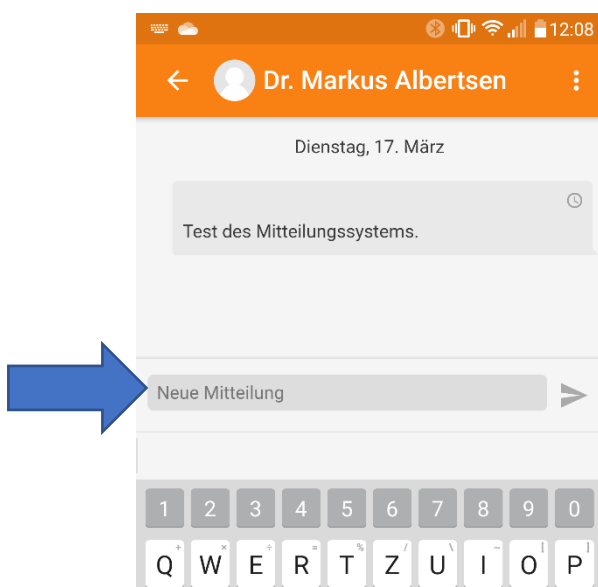 12:08
Dr. Markus Albertsen
Dienstag, 17. März
Test des Mitteilungssystems.
Neue Mitteilung
1 2 3 4 5 6 7 8 9 0
+ × ÷ = % / \ ~ [ ]
Q W E R T Z U I O P